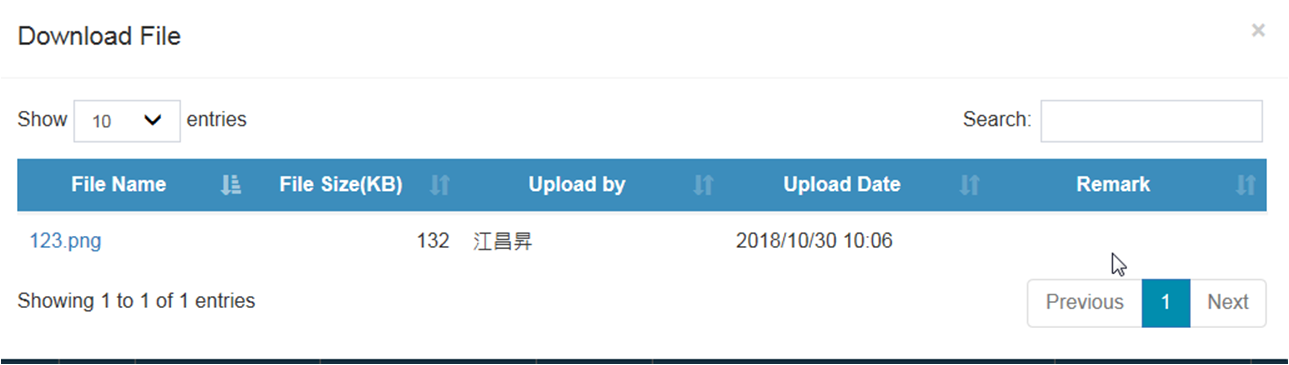 Download File ×
Show 10 entries Search:
File Name File Size(KB) Upload by Upload Date Remark
123.png 132 江昌昇 2018/10/30 10:06
Showing 1 to 1 of 1 entries Previous 1 Next